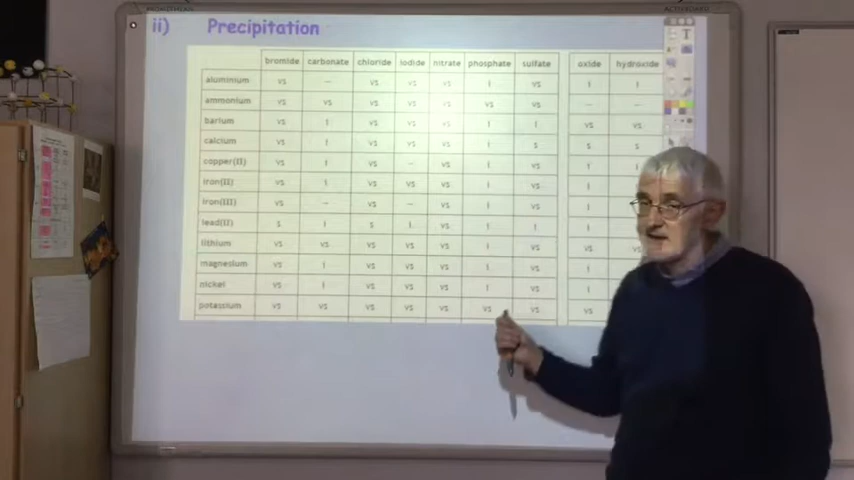 PROMETHEAN
ACTIVBOARD
ii) Precipitation
bromide carbonate chloride iodide nitrate phosphate sulfate oxide hydroxide
aluminium vs – vs vs vs i vs i i
ammonium vs vs vs vs vs vs vs – –
barium vs i vs vs vs i i vs vs
calcium vs i vs vs vs i s s s
copper(II) vs i vs – vs i vs i i
iron(II) vs i vs vs vs i vs i
iron(III) vs – vs – vs i vs i
lead(II) s i s i vs i i i
lithium vs vs vs vs vs i vs vs vs
magnesium vs i vs vs vs i vs i
nickel vs i vs vs vs i vs i
potassium vs vs vs vs vs vs vs vs